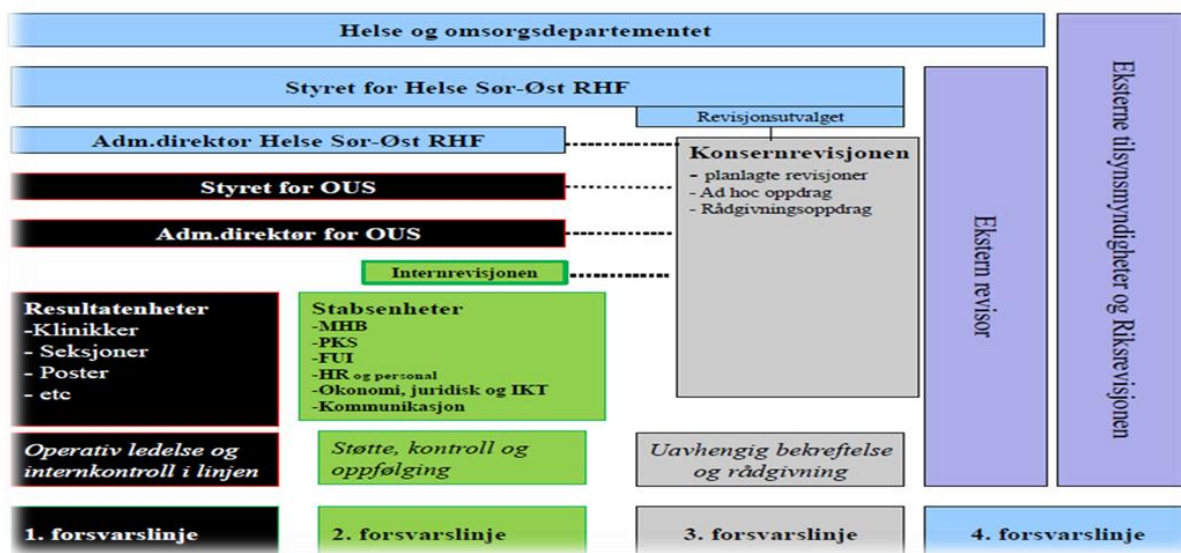 Helse og omsorgsdepartementet
Styret for Helse Sør-Øst RHF
Revisjonsutvalget
Adm.direktør Helse Sør-Øst RHF
Styret for OUS
Adm.direktør for OUS
Internrevisjonen
Konsernrevisjonen
- planlagte revisjoner
- Ad hoc oppdrag
- Rådgivningsoppdrag
Ekstern revisor
Eksterne tilsynsmyndigheter og Riksrevisjonen
Resultatenheter
-Klinikker
- Seksjoner
- Poster
- etc
Stabsenheter
-MHB
-PKS
-FUI
-HR og personal
-Økonomi, juridisk og IKT
-Kommunikasjon
Operativ ledelse og
internkontroll i linjen
Støtte, kontroll og
oppfølging
Uavhengig bekreftelse
og rådgivning
1. forsvarslinje
2. forsvarslinje
3. forsvarslinje
4. forsvarslinje